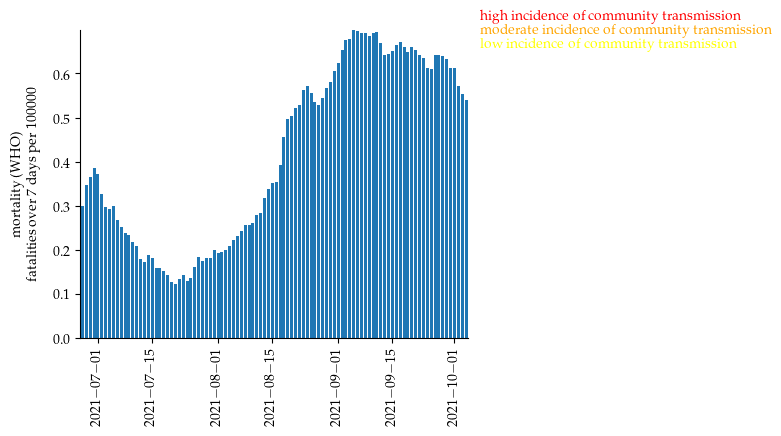 high incidence of community transmission
moderate incidence of community transmission
low incidence of community transmission
mortality (WHO)
fatalities over 7 days per 100000
0.6
0.5
0.4
0.3
0.2
0.1
0.0
2021−07−01
2021−07−15
2021−08−01
2021−08−15
2021−09−01
2021−09−15
2021−10−01